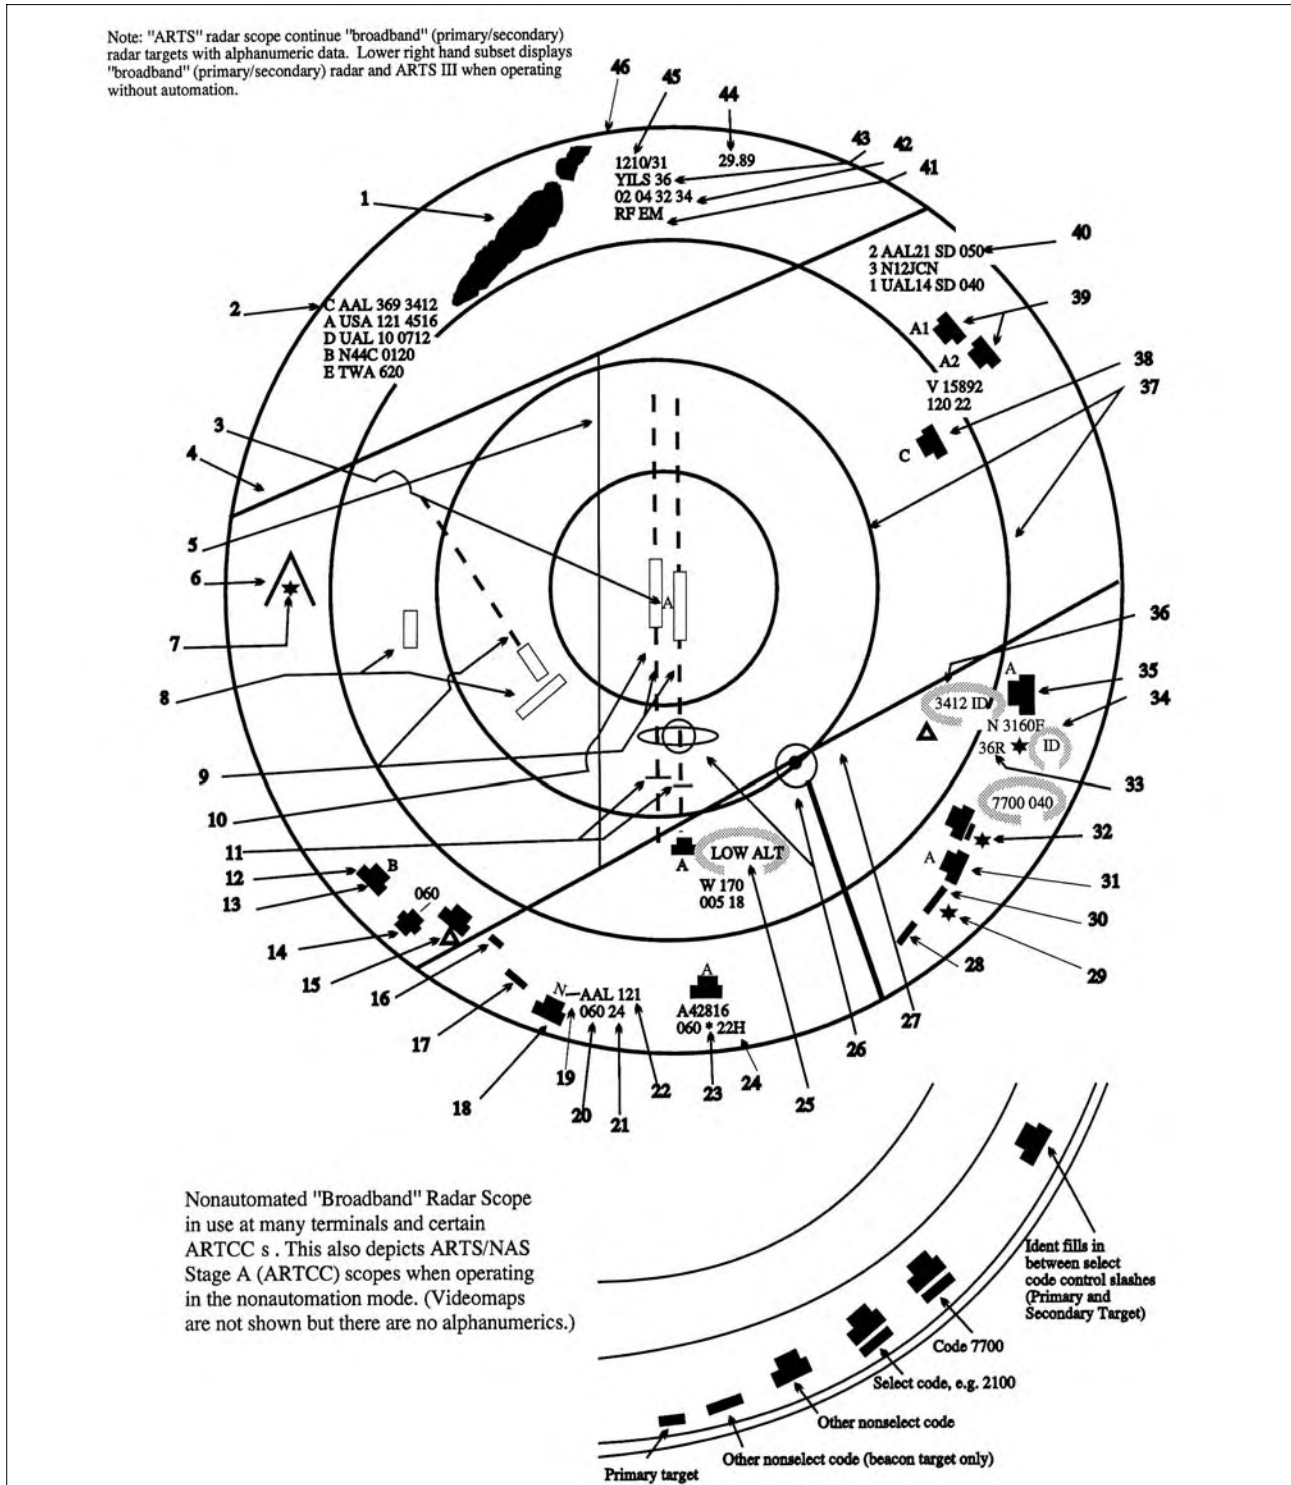 Note: "ARTS" radar scope continue "broadband" (primary/secondary)
radar targets with alphanumeric data. Lower right hand subset displays
"broadband" (primary/secondary) radar and ARTS III when operating
without automation.
46
45
44
43
42
41
1210/31
29.89
YILS 36
02 04 32 34
RF EM
1
40
2 AAL21 SD 050
3 N12JCN
1 UAL14 SD 040
2
C AAL 369 3412
A USA 121 4516
D UAL 10 0712
B N44C 0120
E TWA 620
39
A1
A2
38
V 15892
120 22
37
C
3
4
5
6
7
A
36
8
A
35
3412 ID
34
N 3160F
36R
ID
9
33
10
7700 040
11
32
12
B
LOW ALT
A
A
31
13
060
W 170
005 18
30
14
15
28
29
16
A
27
17
N
AAL 121
060 24
A42816
060 * 22H
26
18
19
20
21
22
23
24
25
Nonautomated "Broadband" Radar Scope
in use at many terminals and certain
ARTCC s . This also depicts ARTS/NAS
Stage A (ARTCC) scopes when operating
in the nonautomation mode. (Videomaps
are not shown but there are no alphanumerics.)
Ident fills in
between select
code control slashes
(Primary and
Secondary Target)
Code 7700
Select code, e.g. 2100
Other nonselect code
Other nonselect code (beacon target only)
Primary target